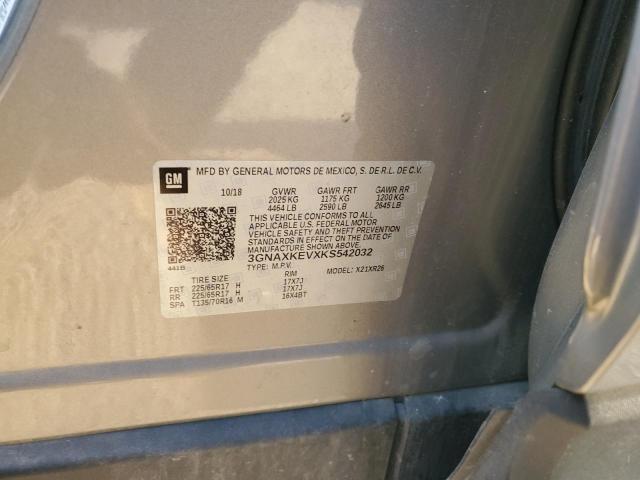 GM
MFD BY GENERAL MOTORS DE MEXICO, S. DE R.L. DE C.V.
10/18 GVWR GAWR FRT GAWR RR
2025 KG 1175 KG 1200 KG
4464 LB 2590 LB 2645 LB
THIS VEHICLE CONFORMS TO ALL
APPLICABLE U.S. FEDERAL MOTOR
VEHICLE SAFETY AND THEFT
PREVENTION STANDARDS IN EFFECT
ON THE DATE OF MANUFACTURE
SHOWN ABOVE.
3GNAXKEVXKS542032
TYPE: M.P.V. MODEL: X21XR26
441B
TIRE SIZE RIM
FRT 225/65R17 H 17X7J
RR 225/65R17 H 17X7J
SPA T135/70R16 M 16X4BT